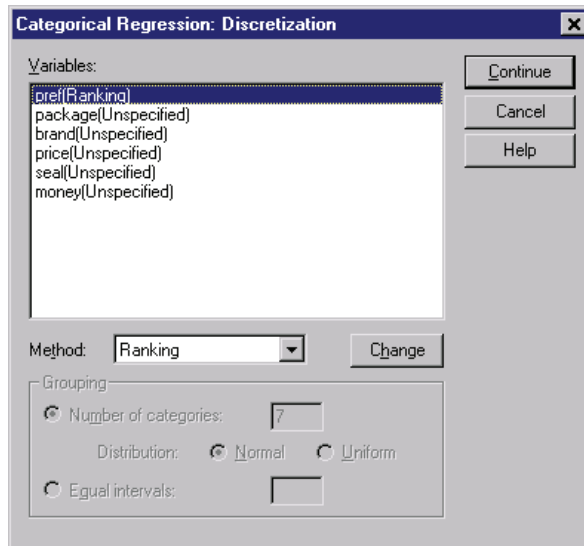 Categorical Regression: Discretization
Variables:
pref(Ranking)
package(Unspecified)
brand(Unspecified)
price(Unspecified)
seal(Unspecified)
money(Unspecified)
Continue
Cancel
Help
Method: Ranking Change
Grouping
Number of categories: 7
Distribution: Normal Uniform
Equal intervals: